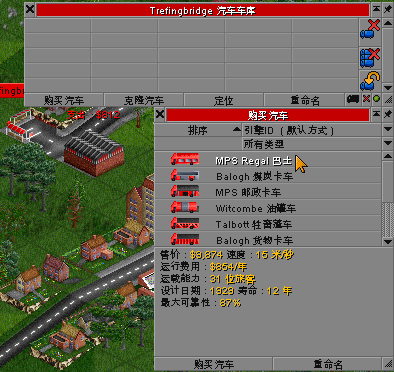 Trefingbridge 汽车车库
购买汽车 克隆汽车 定位 重命名
购买汽车
排序 引擎ID (默认方式)
所有类型
MPS Regal 巴士
Balogh 煤炭卡车
MPS 邮政卡车
Witcombe 油罐车
Talbott 牲畜篷车
Balogh 货物卡车
售价：$9,874 速度：15 米/秒
运行费用：$854/年
运载能力：31 位旅客
设计日期：1929 寿命：12 年
最大可靠性：87%
购买汽车 重命名